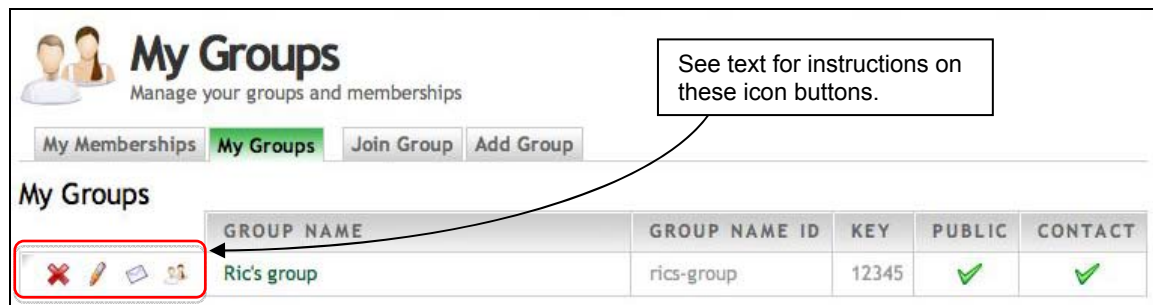 My Groups
Manage your groups and memberships
See text for instructions on
these icon buttons.
My Memberships My Groups Join Group Add Group
My Groups
GROUP NAME GROUP NAME ID KEY PUBLIC CONTACT
Ric's group rics-group 12345